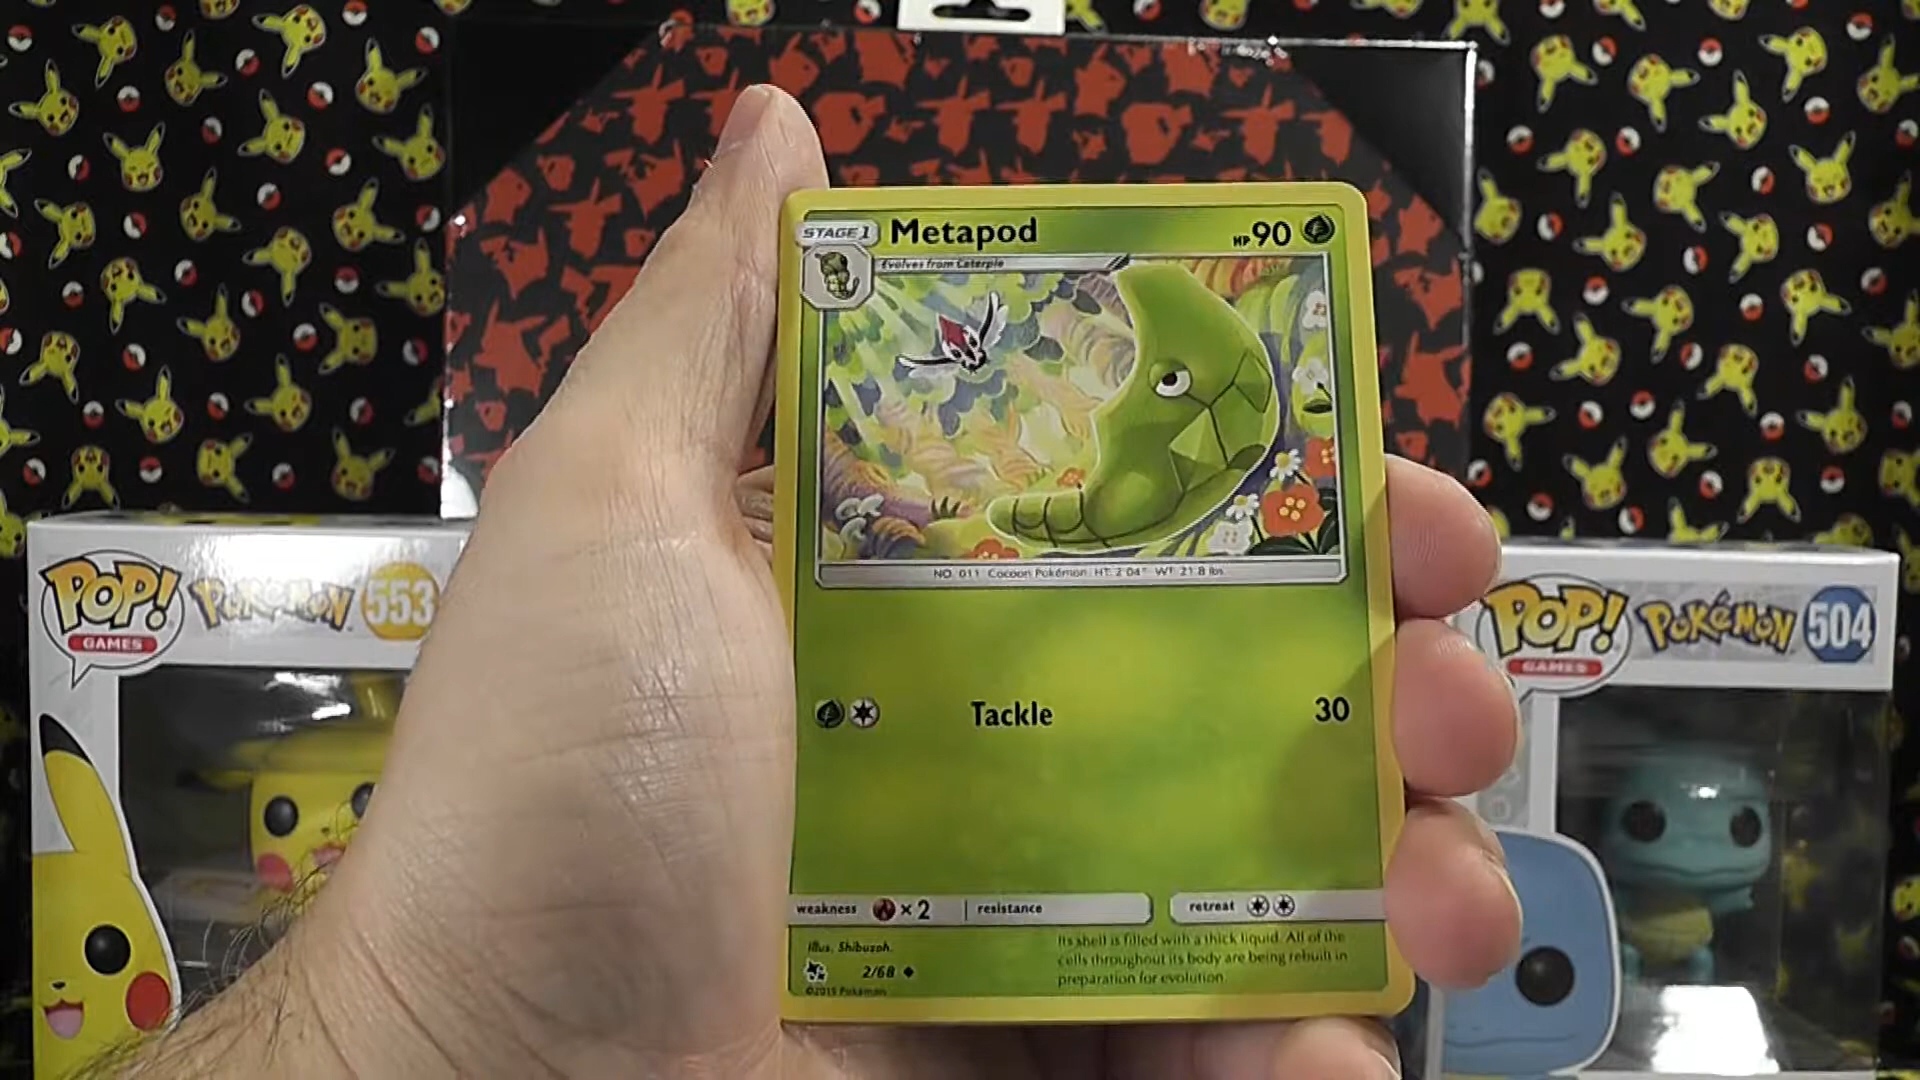 STAGE 1 Metapod HP 90
Evolves from Caterpie
NO. 011 Cocoon Pokémon HT: 2'04" WT: 21.8 lbs.
Tackle 30
weakness ×2 resistance retreat
Illus. Shibuzoh.
2/68
©2019 Pokémon
Its shell is filled with a thick liquid. All of the
cells throughout its body are being rebuilt in
preparation for evolution.
POP! POKÉMON 553
GAMES
POP! POKÉMON 504
GAMES